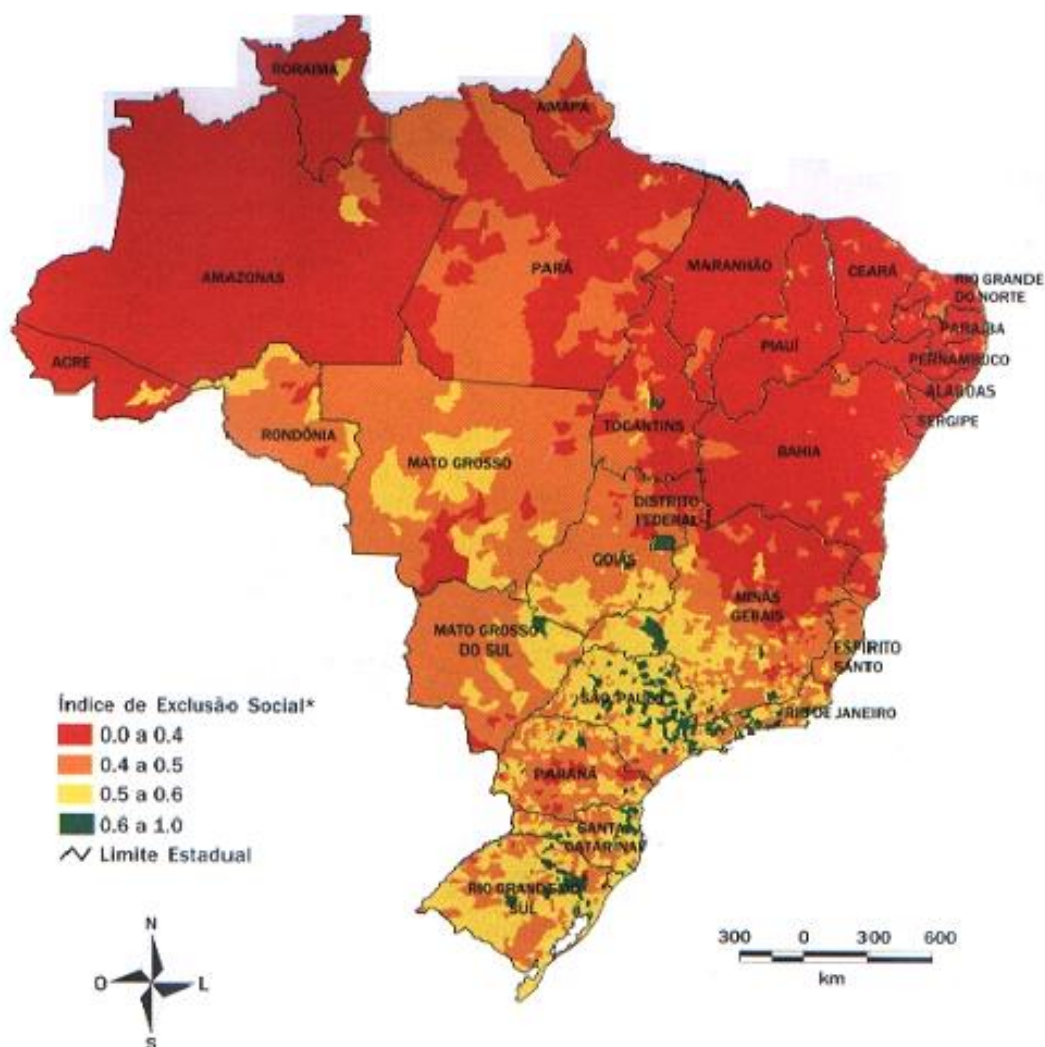 RORAIMA
AMAPÁ
AMAZONAS
PARÁ
MARANHÃO
CEARÁ
RIO GRANDE
DO NORTE
PARAÍBA
PIAUÍ
PERNAMBUCO
ACRE
ALAGOAS
TOCANTINS
SERGIPE
RONDÔNIA
BAHIA
MATO GROSSO
DISTRITO
FEDERAL
GOIÁS
MINAS
GERAIS
MATO GROSSO
DO SUL
ESPÍRITO
SANTO
SÃO PAULO
RIO DE JANEIRO
Índice de Exclusão Social*
0.0 a 0.4
0.4 a 0.5
0.5 a 0.6
0.6 a 1.0
Limite Estadual
PARANÁ
SANTA
CATARINA
RIO GRANDE DO
SUL
N
O
L
S
300 0 300 600
km